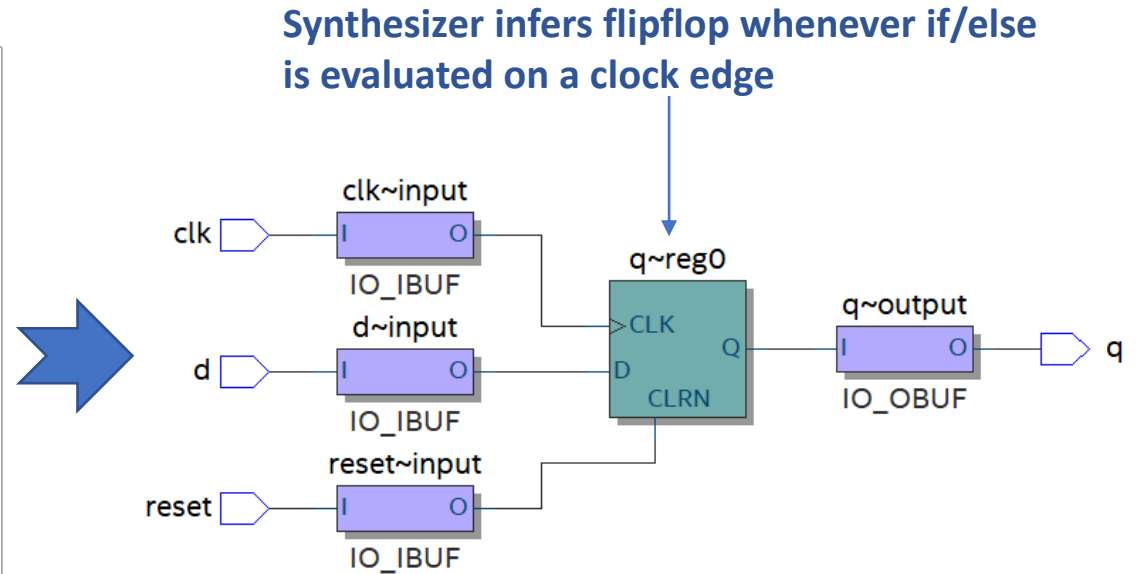 Synthesizer infers flipflop whenever if/else
is evaluated on a clock edge
clk~input
clk
I
O
IO_IBUF
q~reg0
CLK
D
Q
CLRN
q~output
I
O
q
IO_OBUF
d~input
d
I
O
IO_IBUF
reset~input
reset
I
O
IO_IBUF